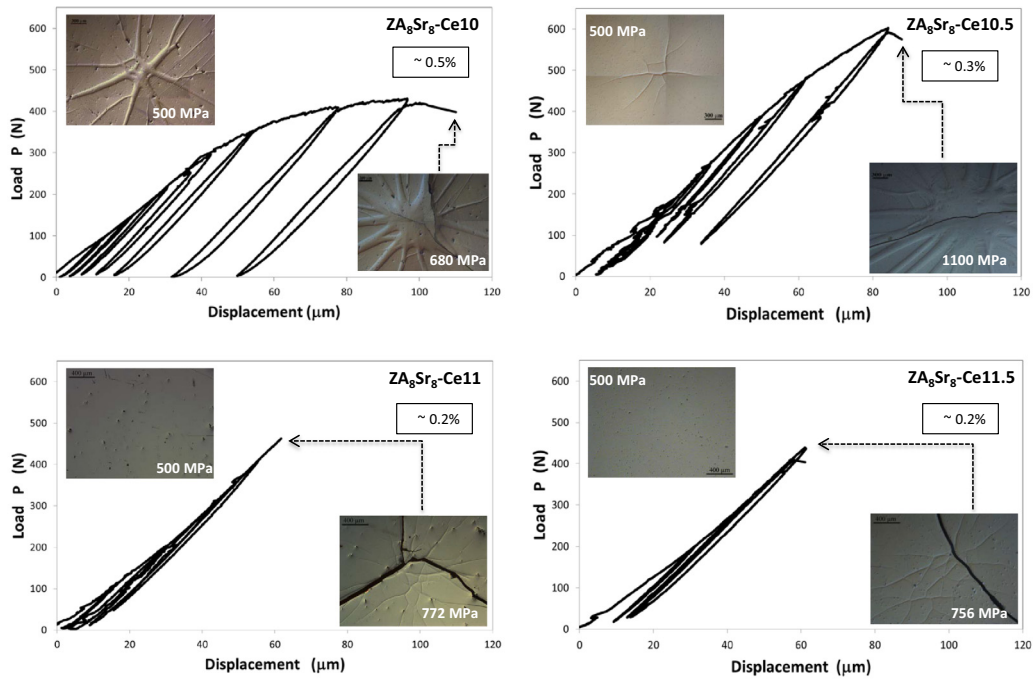 ZA₈Sr₈-Ce10
~ 0.5%
500 MPa
680 MPa
Load P (N)
600
500
400
300
200
100
0
0 20 40 60 80 100 120
Displacement (μm)
ZA₈Sr₈-Ce10.5
500 MPa
~ 0.3%
300 μm
1100 MPa
Load P (N)
600
500
400
300
200
100
0
0 20 40 60 80 100 120
Displacement (μm)
ZA₈Sr₈-Ce11
400 μm
~ 0.2%
500 MPa
772 MPa
Load P (N)
600
500
400
300
200
100
0
0 20 40 60 80 100 120
Displacement (μm)
ZA₈Sr₈-Ce11.5
500 MPa
~ 0.2%
400 μm
756 MPa
Load P (N)
600
500
400
300
200
100
0
0 20 40 60 80 100 120
Displacement (μm)